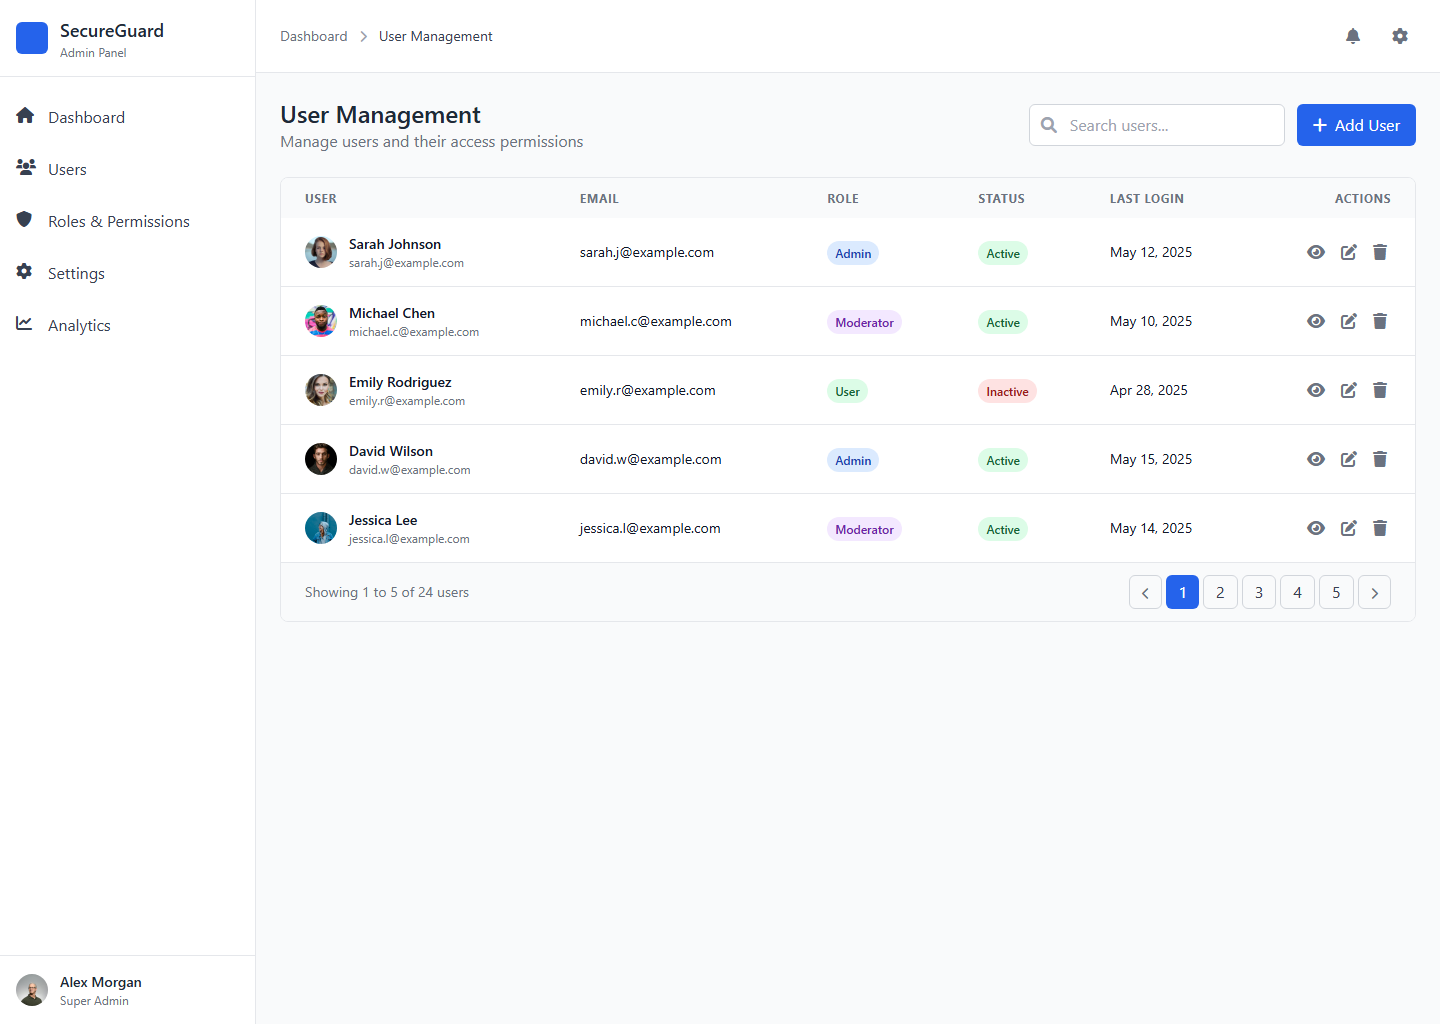 SecureGuard
Admin Panel
Dashboard
Users
Roles & Permissions
Settings
Analytics
Alex Morgan
Super Admin
Dashboard User Management
User Management
Manage users and their access permissions
Search users...
Add User
USER EMAIL ROLE STATUS LAST LOGIN ACTIONS
Sarah Johnson
sarah.j@example.com
sarah.j@example.com Admin Active May 12, 2025
Michael Chen
michael.c@example.com
michael.c@example.com Moderator Active May 10, 2025
Emily Rodriguez
emily.r@example.com
emily.r@example.com User Inactive Apr 28, 2025
David Wilson
david.w@example.com
david.w@example.com Admin Active May 15, 2025
Jessica Lee
jessica.l@example.com
jessica.l@example.com Moderator Active May 14, 2025
Showing 1 to 5 of 24 users
1 2 3 4 5